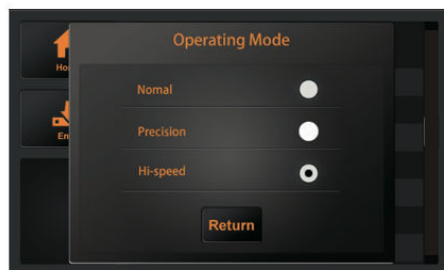 Operating Mode
Nomal
Precision
Hi-speed
Return